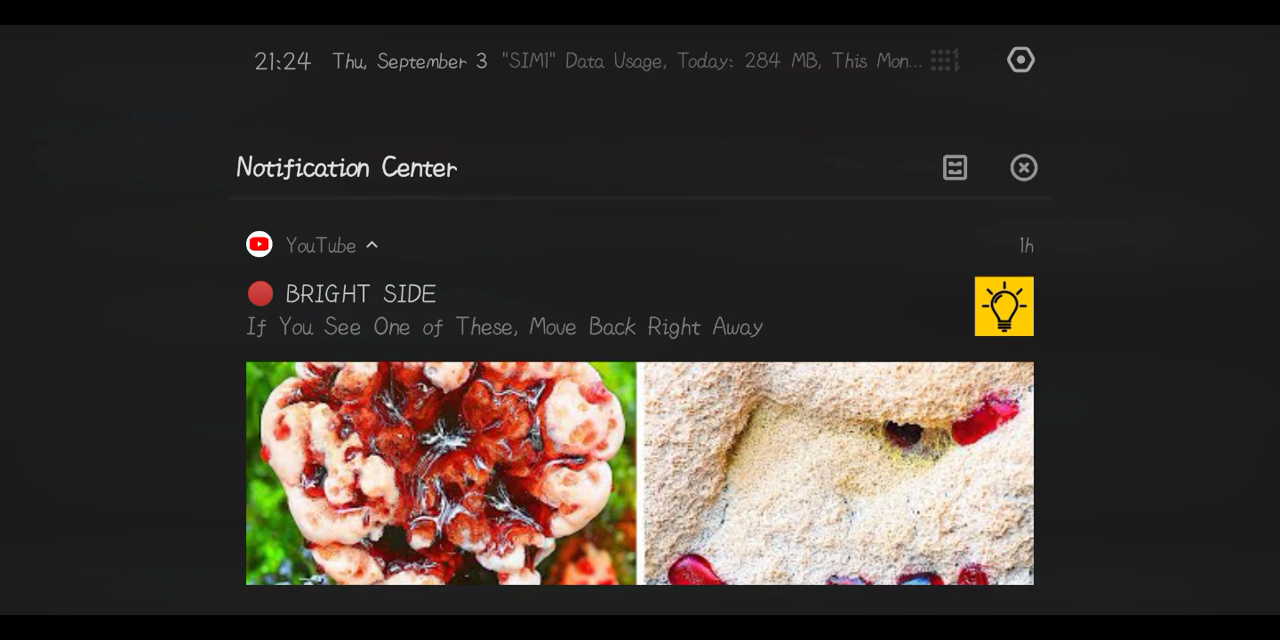 21:24 Thu, September 3 "SIM1" Data Usage, Today: 284 MB, This Mon...
Notification Center
YouTube 1h
BRIGHT SIDE
If You See One of These, Move Back Right Away